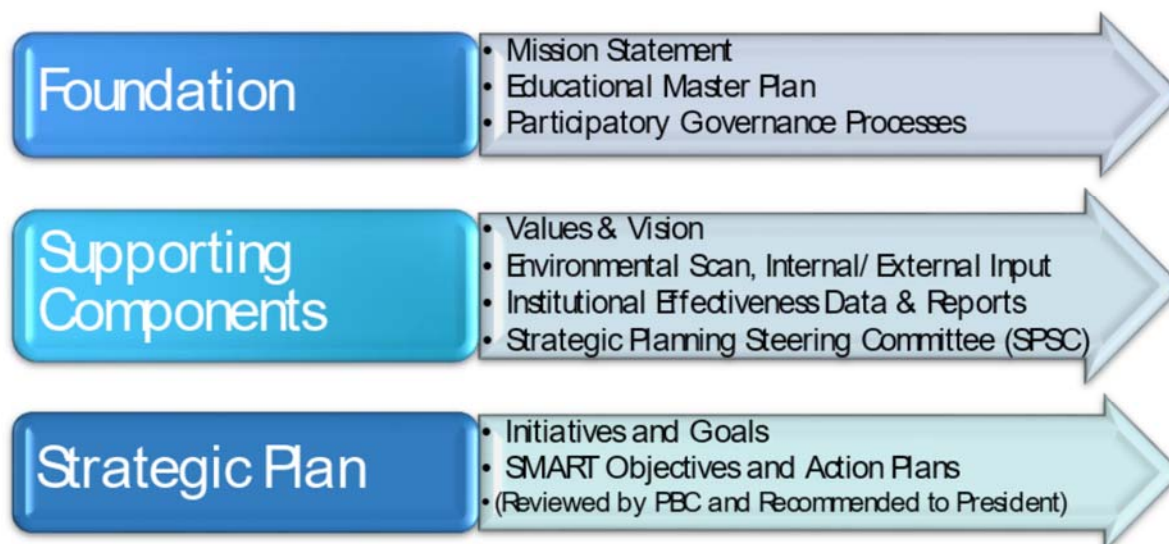 Foundation
• Mission Statement
• Educational Master Plan
• Participatory Governance Processes
Supporting
Components
• Values & Vision
• Environmental Scan, Internal/ External Input
• Institutional Effectiveness Data & Reports
• Strategic Planning Steering Committee (SPSC)
Strategic Plan
• Initiatives and Goals
• SMART Objectives and Action Plans
• (Reviewed by PBC and Recommended to President)